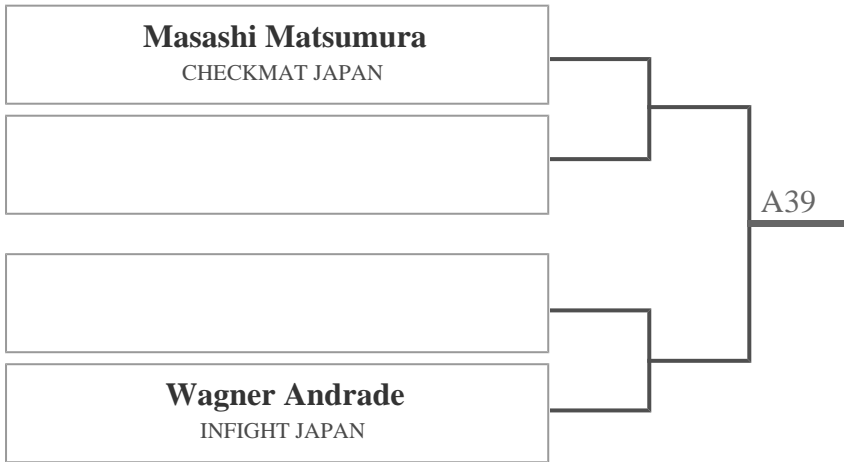 Masashi Matsumura
CHECKMAT JAPAN
A39
Wagner Andrade
INFIGHT JAPAN